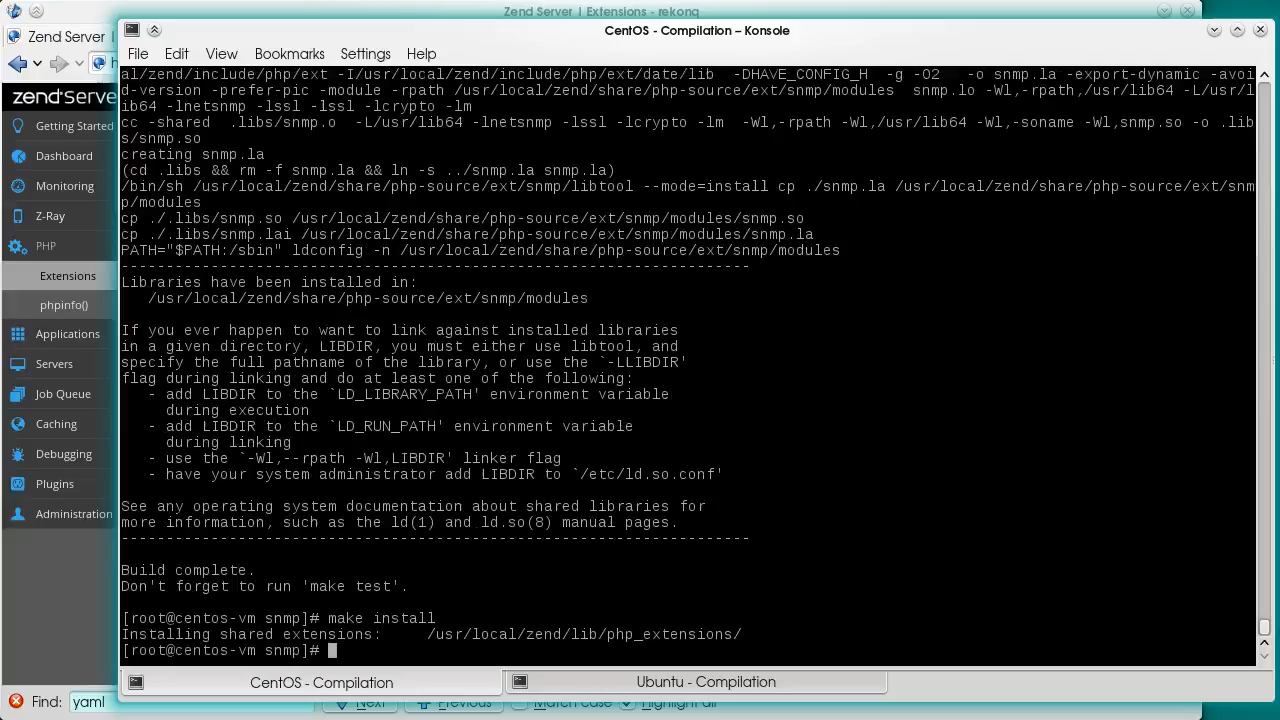 Zend Server | Extensions - rekonq
Zend Server
CentOS - Compilation – Konsole
File Edit View Bookmarks Settings Help
zend Serve
Getting Started
Dashboard
Monitoring
Z-Ray
PHP
Extensions
phpinfo()
Applications
Servers
Job Queue
Caching
Debugging
Plugins
Administration
al/zend/include/php/ext -I/usr/local/zend/include/php/ext/date/lib  -DHAVE_CONFIG_H  -g -O2   -o snmp.la -export-dynamic -avoi
d-version -prefer-pic -module -rpath /usr/local/zend/share/php-source/ext/snmp/modules  snmp.lo -Wl,-rpath,/usr/lib64 -L/usr/l
ib64 -lnetsnmp -lssl -lssl -lcrypto -lm
cc -shared  .libs/snmp.o  -L/usr/lib64 -lnetsnmp -lssl -lcrypto -lm  -Wl,-rpath -Wl,/usr/lib64 -Wl,-soname -Wl,snmp.so -o .lib
s/snmp.so
creating snmp.la
(cd .libs && rm -f snmp.la && ln -s ../snmp.la snmp.la)
/bin/sh /usr/local/zend/share/php-source/ext/snmp/libtool --mode=install cp ./snmp.la /usr/local/zend/share/php-source/ext/snm
p/modules
cp ./.libs/snmp.so /usr/local/zend/share/php-source/ext/snmp/modules/snmp.so
cp ./.libs/snmp.lai /usr/local/zend/share/php-source/ext/snmp/modules/snmp.la
PATH="$PATH:/sbin" ldconfig -n /usr/local/zend/share/php-source/ext/snmp/modules
----------------------------------------------------------------------
Libraries have been installed in:
   /usr/local/zend/share/php-source/ext/snmp/modules
If you ever happen to want to link against installed libraries
in a given directory, LIBDIR, you must either use libtool, and
specify the full pathname of the library, or use the `-LLIBDIR'
flag during linking and do at least one of the following:
   - add LIBDIR to the `LD_LIBRARY_PATH' environment variable
     during execution
   - add LIBDIR to the `LD_RUN_PATH' environment variable
     during linking
   - use the `-Wl,--rpath -Wl,LIBDIR' linker flag
   - have your system administrator add LIBDIR to `/etc/ld.so.conf'
See any operating system documentation about shared libraries for
more information, such as the ld(1) and ld.so(8) manual pages.
----------------------------------------------------------------------
Build complete.
Don't forget to run 'make test'.
[root@centos-vm snmp]# make install
Installing shared extensions:     /usr/local/zend/lib/php_extensions/
[root@centos-vm snmp]#
CentOS - Compilation
Ubuntu - Compilation
Find: yaml Next Previous Match case Highlight all